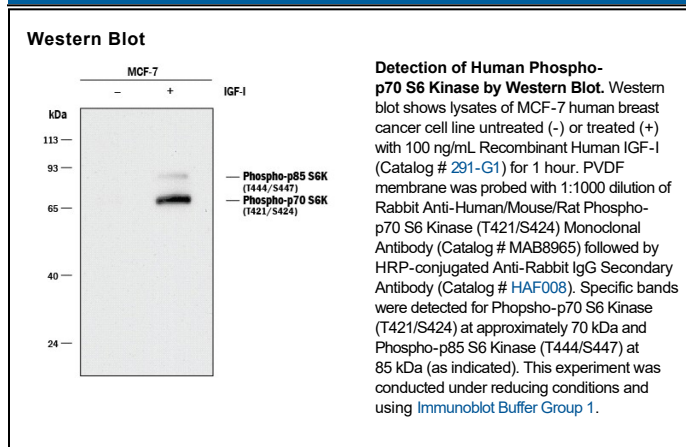 Western Blot
MCF-7
– + IGF-I
kDa
113
93
65
40
24
Phospho-p85 S6K
(T444/S447)
Phospho-p70 S6K
(T421/S424)
Detection of Human Phospho-
p70 S6 Kinase by Western Blot. Western
blot shows lysates of MCF-7 human breast
cancer cell line untreated (-) or treated (+)
with 100 ng/mL Recombinant Human IGF-I
(Catalog # 291-G1) for 1 hour. PVDF
membrane was probed with 1:1000 dilution of
Rabbit Anti-Human/Mouse/Rat Phospho-
p70 S6 Kinase (T421/S424) Monoclonal
Antibody (Catalog # MAB8965) followed by
HRP-conjugated Anti-Rabbit IgG Secondary
Antibody (Catalog # HAF008). Specific bands
were detected for Phopsho-p70 S6 Kinase
(T421/S424) at approximately 70 kDa and
Phospho-p85 S6 Kinase (T444/S447) at
85 kDa (as indicated). This experiment was
conducted under reducing conditions and
using Immunoblot Buffer Group 1.